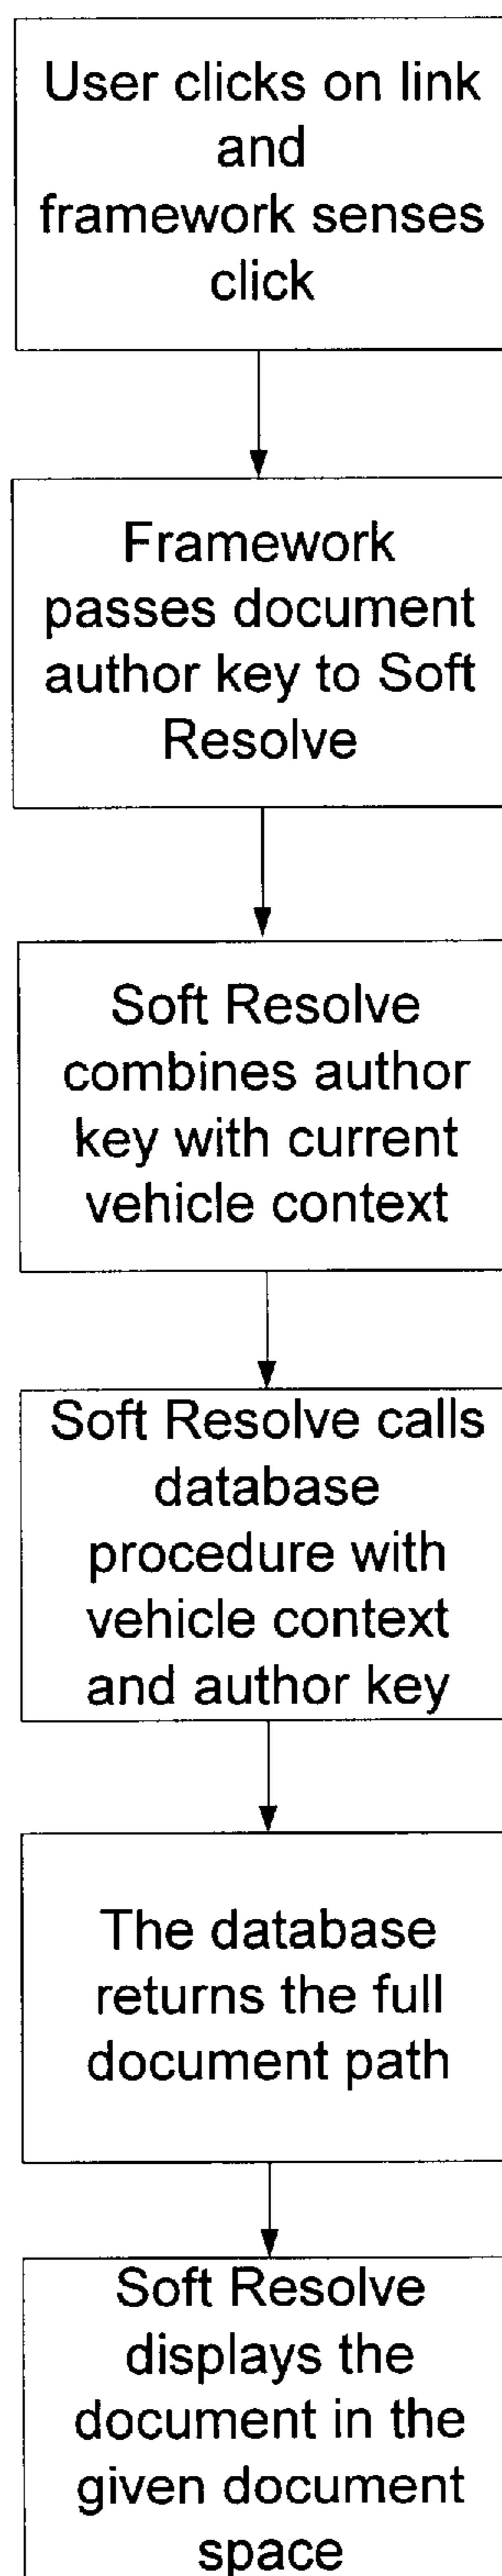 User clicks on link
and
framework senses
click
Framework
passes document
author key to Soft
Resolve
Soft Resolve
combines author
key with current
vehicle context
Soft Resolve calls
database
procedure with
vehicle context
and author key
The database
returns the full
document path
Soft Resolve
displays the
document in the
given document
space